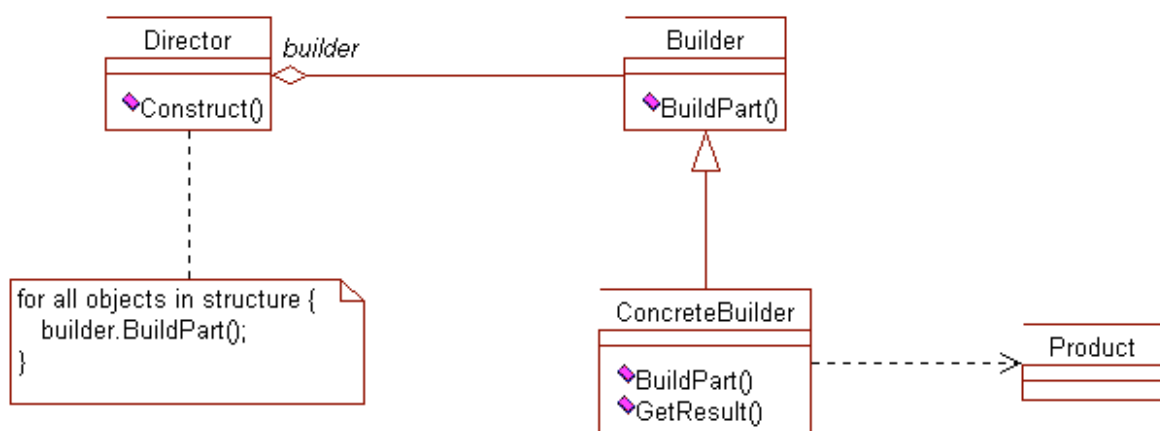 Director
builder
Builder
Construct()
BuildPart()
for all objects in structure {
builder.BuildPart();
}
ConcreteBuilder
BuildPart()
GetResult()
Product